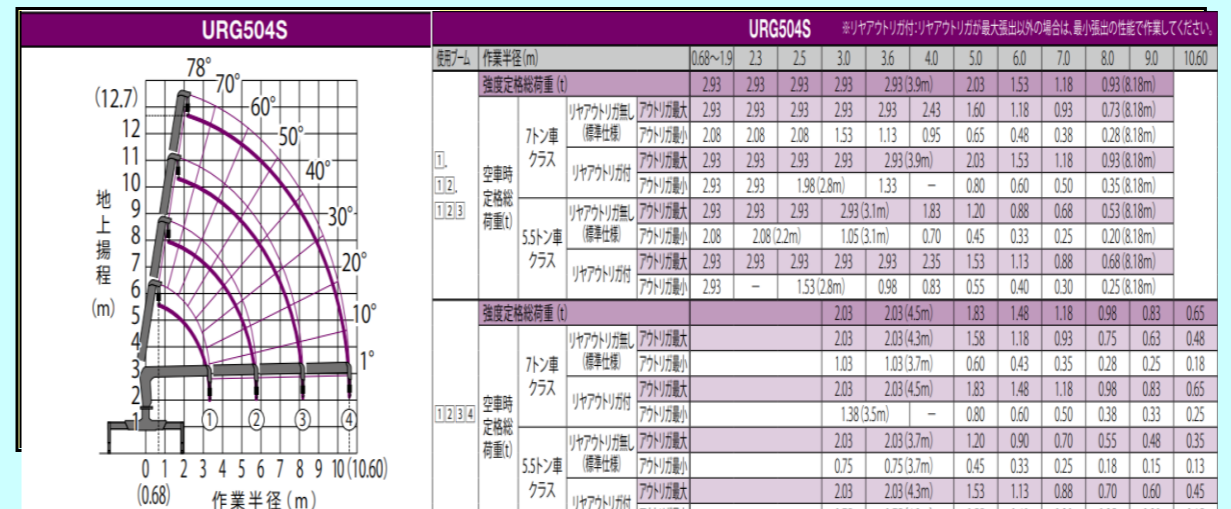 URG504S
78°
70°
60°
50°
40°
30°
20°
10°
1°
(12.7)
12
11
10
9
8
7
6
5
4
3
2
1
地上揚程(m)
① ② ③ ④
0 1 2 3 4 5 6 7 8 9 10(10.60)
(0.68) 作業半径(m)
URG504S ※リヤアウトリガ付:リヤアウトリガが最大張出以外の場合は、最小張出の性能で作業してください。
使用ブーム 作業半径(m) 0.68〜1.9 2.3 2.5 3.0 3.6 4.0 5.0 6.0 7.0 8.0 9.0 10.60
1. 12. 123
強度定格総荷重(t) 2.93 2.93 2.93 2.93 2.93(3.9m) 2.03 1.53 1.18 0.93(8.18m)
空車時定格総荷重(t)
7トン車クラス
リヤアウトリガ無し(標準仕様)
アウトリガ最大 2.93 2.93 2.93 2.93 2.93 2.43 1.60 1.18 0.93 0.73(8.18m)
アウトリガ最小 2.08 2.08 2.08 1.53 1.13 0.95 0.65 0.48 0.38 0.28(8.18m)
リヤアウトリガ付
アウトリガ最大 2.93 2.93 2.93 2.93 2.93(3.9m) 2.03 1.53 1.18 0.93(8.18m)
アウトリガ最小 2.93 2.93 1.98(2.8m) 1.33 − 0.80 0.60 0.50 0.35(8.18m)
5.5トン車クラス
リヤアウトリガ無し(標準仕様)
アウトリガ最大 2.93 2.93 2.93 2.93(3.1m) 1.83 1.20 0.88 0.68 0.53(8.18m)
アウトリガ最小 2.08 2.08(2.2m) 1.05(3.1m) 0.70 0.45 0.33 0.25 0.20(8.18m)
リヤアウトリガ付
アウトリガ最大 2.93 2.93 2.93 2.93 2.93 2.35 1.53 1.13 0.88 0.68(8.18m)
アウトリガ最小 2.93 − 1.53(2.8m) 0.98 0.83 0.55 0.40 0.30 0.25(8.18m)
1234
強度定格総荷重(t) 2.03 2.03(4.5m) 1.83 1.48 1.18 0.98 0.83 0.65
空車時定格総荷重(t)
7トン車クラス
リヤアウトリガ無し(標準仕様)
アウトリガ最大 2.03 2.03(4.3m) 1.58 1.18 0.93 0.75 0.63 0.48
アウトリガ最小 1.03 1.03(3.7m) 0.60 0.43 0.35 0.28 0.25 0.18
リヤアウトリガ付
アウトリガ最大 2.03 2.03(4.5m) 1.83 1.48 1.18 0.98 0.83 0.65
アウトリガ最小 1.38(3.5m) − 0.80 0.60 0.50 0.38 0.33 0.25
5.5トン車クラス
リヤアウトリガ無し(標準仕様)
アウトリガ最大 2.03 2.03(3.7m) 1.20 0.90 0.70 0.55 0.48 0.35
アウトリガ最小 0.75 0.75(3.7m) 0.45 0.33 0.25 0.18 0.15 0.13
リヤアウトリガ付
アウトリガ最大 2.03 2.03(4.3m) 1.53 1.13 0.88 0.70 0.60 0.45